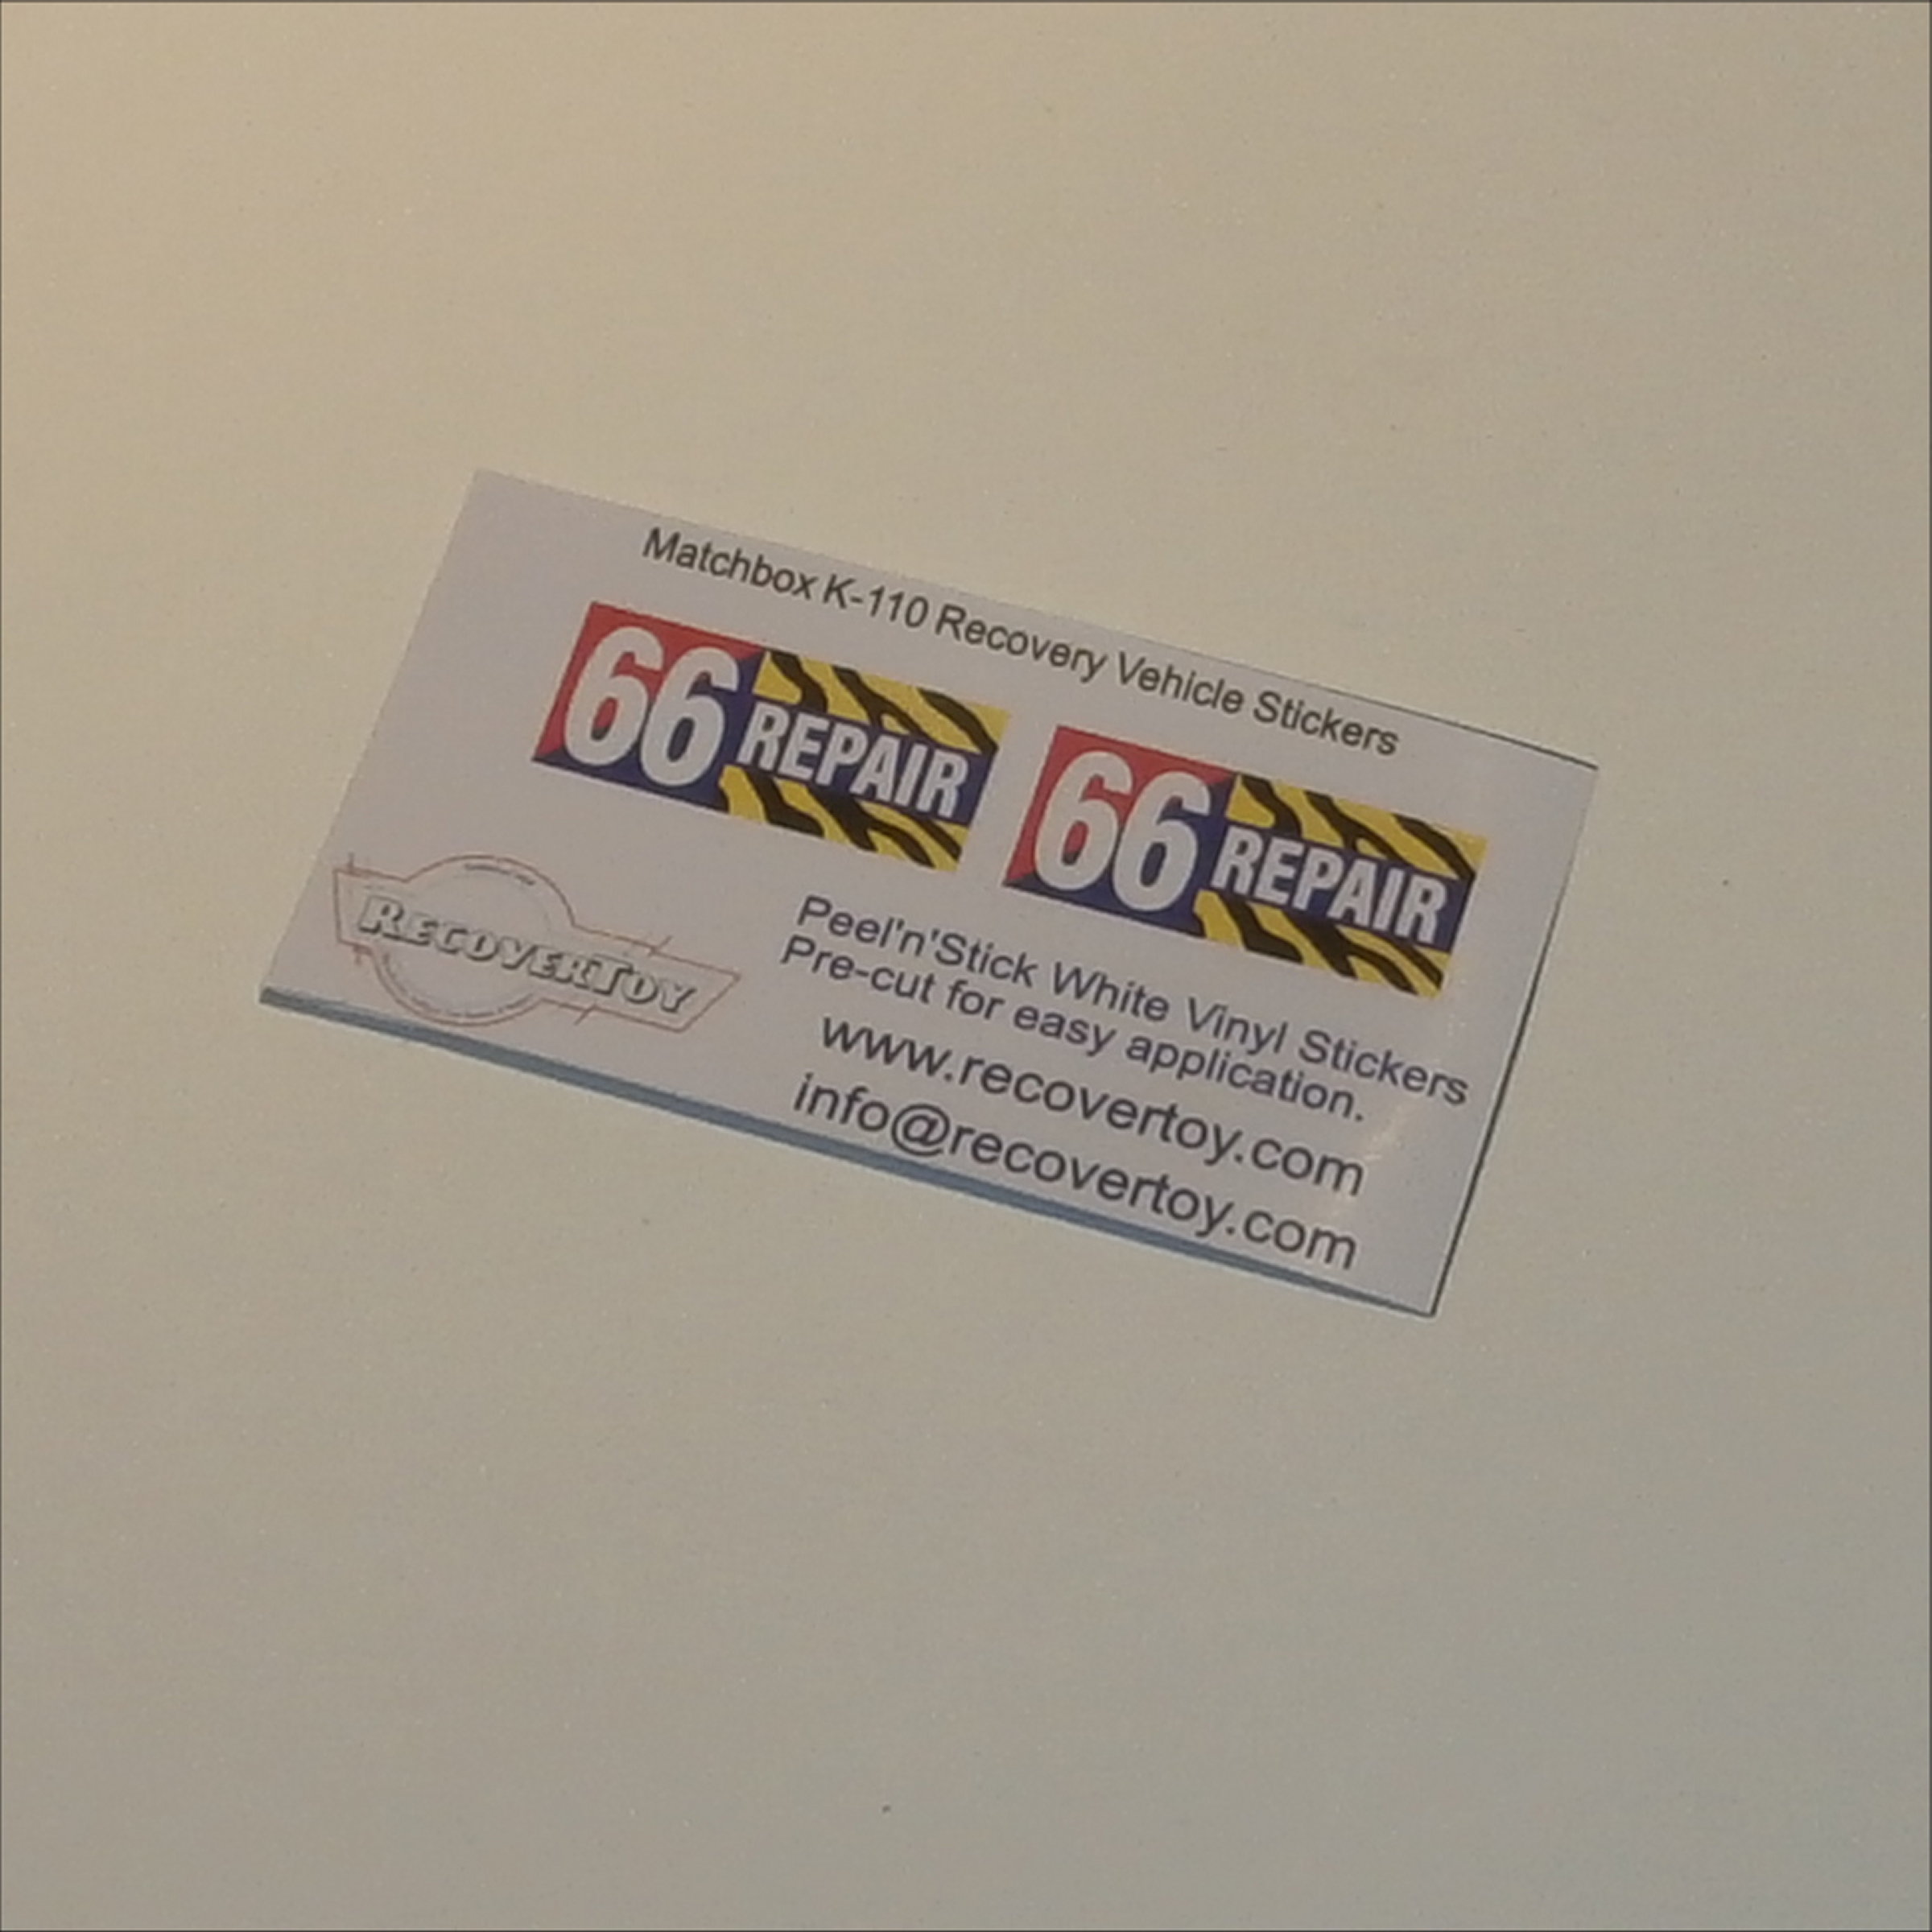 Matchbox K-110 Recovery Vehicle Stickers
66 REPAIR
66 REPAIR
RECOVERTOY
Peel'n'Stick White Vinyl Stickers
Pre-cut for easy application.
www.recovertoy.com
info@recovertoy.com